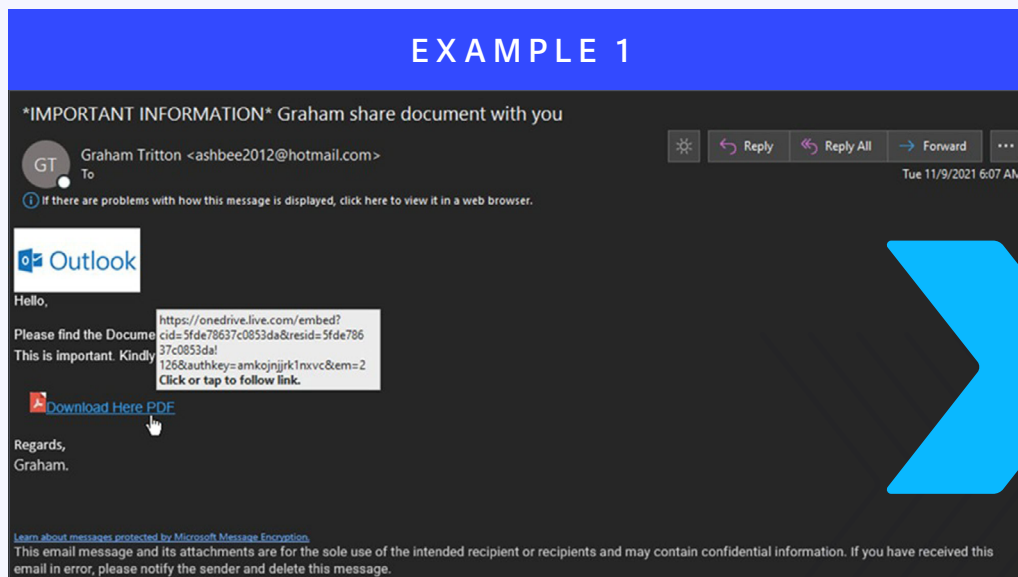 EXAMPLE 1
*IMPORTANT INFORMATION* Graham share document with you
GT
Graham Tritton <ashbee2012@hotmail.com>
To
Reply
Reply All
Forward
Tue 11/9/2021 6:07 AM
If there are problems with how this message is displayed, click here to view it in a web browser.
Outlook
Hello,
https://onedrive.live.com/embed?
Please find the Docume
cid=5fde78637c0853da&resid=5fde786
37c0853da!
This is important. Kindly
126&authkey=amkojnjjrk1nxvc&em=2
Click or tap to follow link.
Download Here PDF
Regards,
Graham.
Learn about messages protected by Microsoft Message Encryption.
This email message and its attachments are for the sole use of the intended recipient or recipients and may contain confidential information. If you have received this
email in error, please notify the sender and delete this message.